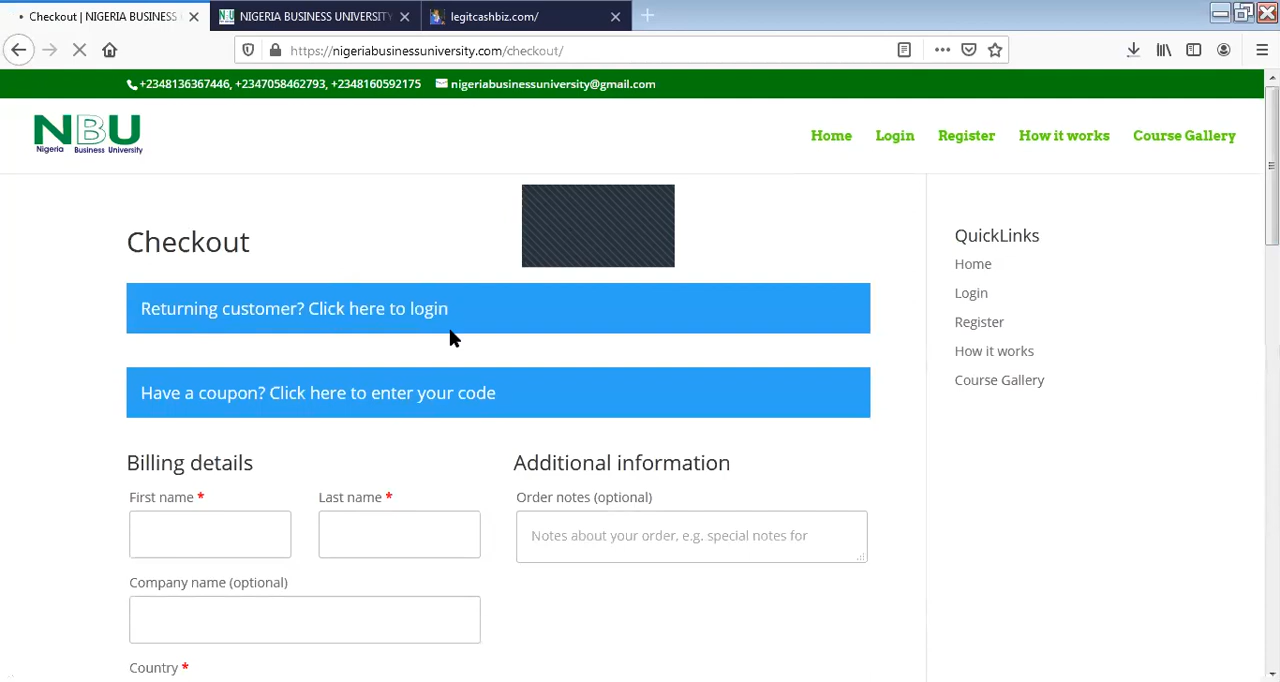 Checkout | NIGERIA BUSINESS
NIGERIA BUSINESS UNIVERSITY
legitcashbiz.com/
https://nigeriabusinessuniversity.com/checkout/
+2348136367446, +2347058462793, +2348160592175 nigeriabusinessuniversity@gmail.com
NBU
Nigeria Business University
Home Login Register How it works Course Gallery
Checkout
Returning customer? Click here to login
Have a coupon? Click here to enter your code
Billing details
First name *
Last name *
Company name (optional)
Country *
Additional information
Order notes (optional)
Notes about your order, e.g. special notes for
QuickLinks
Home
Login
Register
How it works
Course Gallery